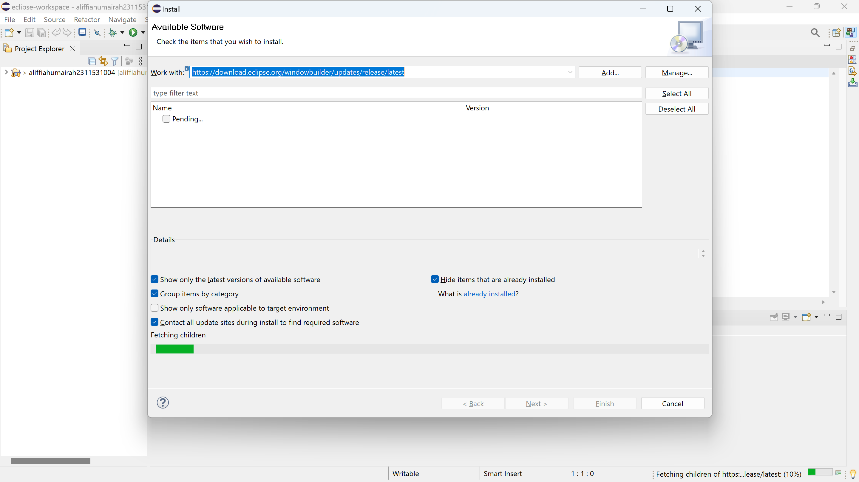 eclipse-workspace - aliffiahumairah23115
Install
File Edit Source Refactor Navigate
Project Explorer
aliffiahumairah2311531004
Available Software
Check the items that you wish to install.
Work with: https://download.eclipse.org/windowbuilder/updates/release/latest
Add...
Manage...
type filter text
Select All
Deselect All
Name Version
Pending...
Details
Show only the latest versions of available software
Hide items that are already installed
Group items by category
What is already installed?
Show only software applicable to target environment
Contact all update sites during install to find required software
Fetching children
< Back Next > Finish Cancel
Writable Smart Insert 1 : 1 : 0 Fetching children of https:...lease/latest: (10%)